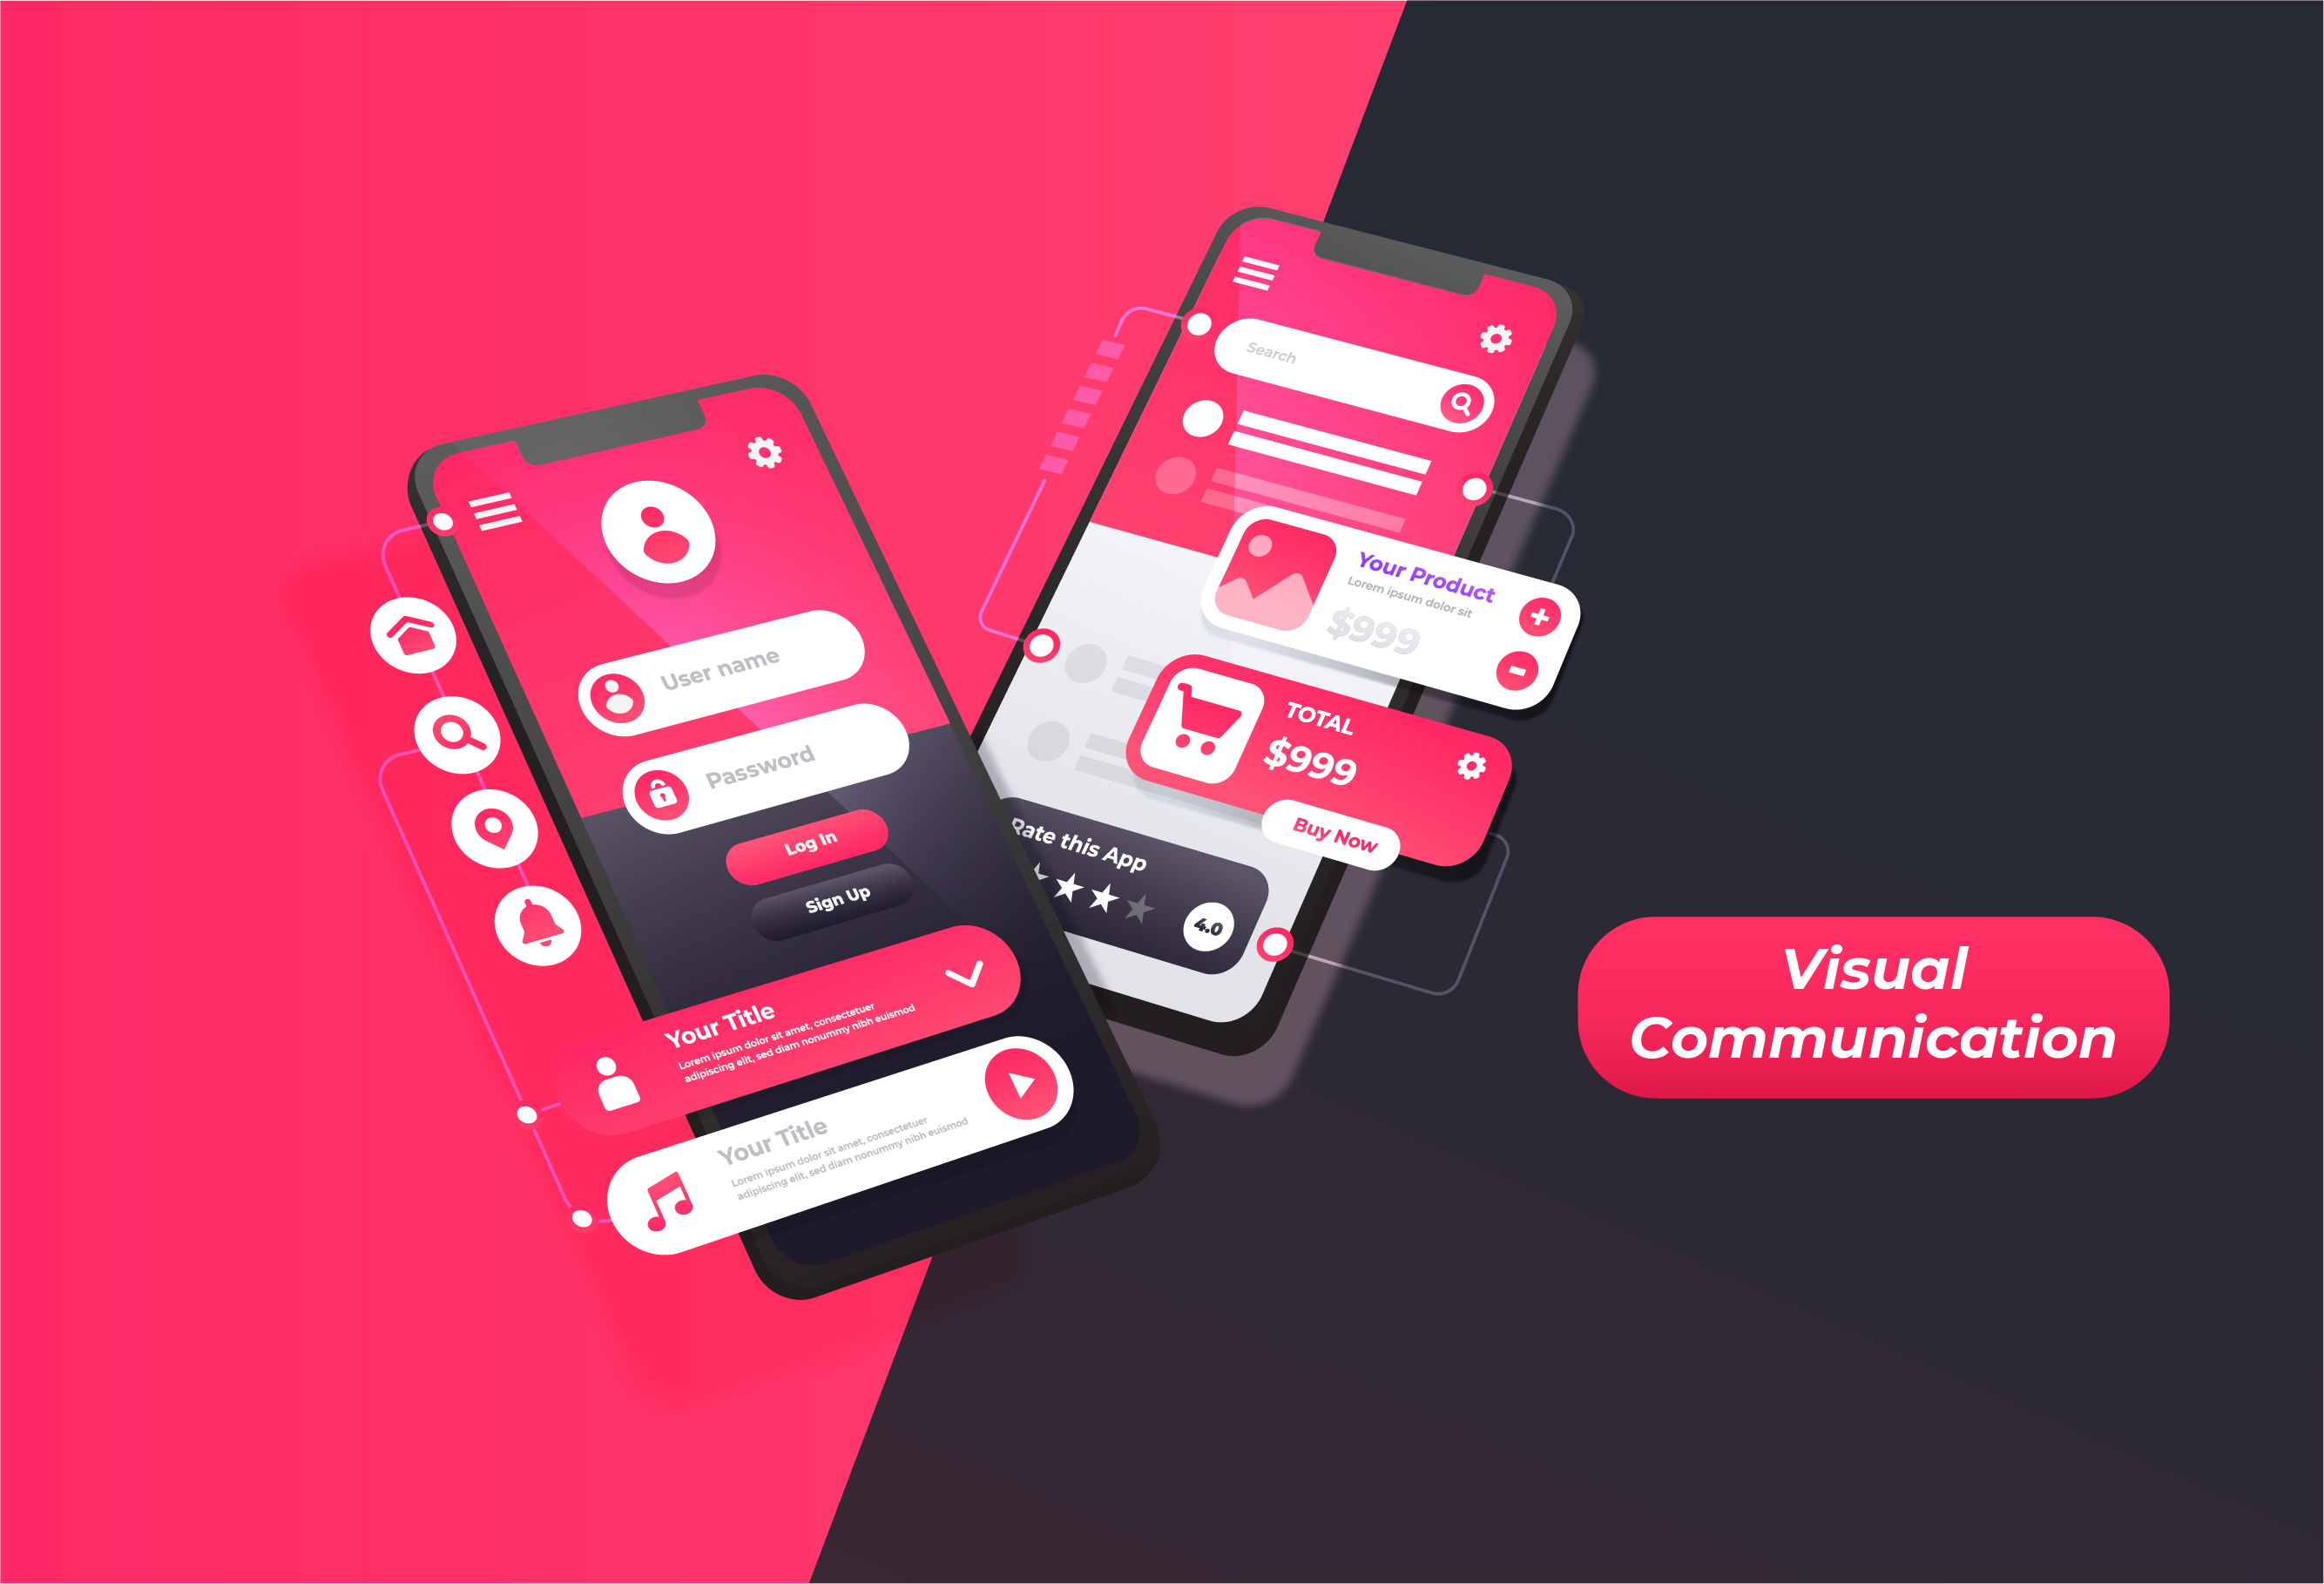 User name
Password
Log In
Sign Up
Your Title
Lorem ipsum dolor sit amet, consectetuer
adipiscing elit, sed diam nonummy nibh euismod
Your Title
Lorem ipsum dolor sit amet, consectetuer
adipiscing elit, sed diam nonummy nibh euismod
Search
Your Product
Lorem ipsum dolor sit
$999
TOTAL
$999
Buy Now
Rate this App
4.0
Visual
Communication